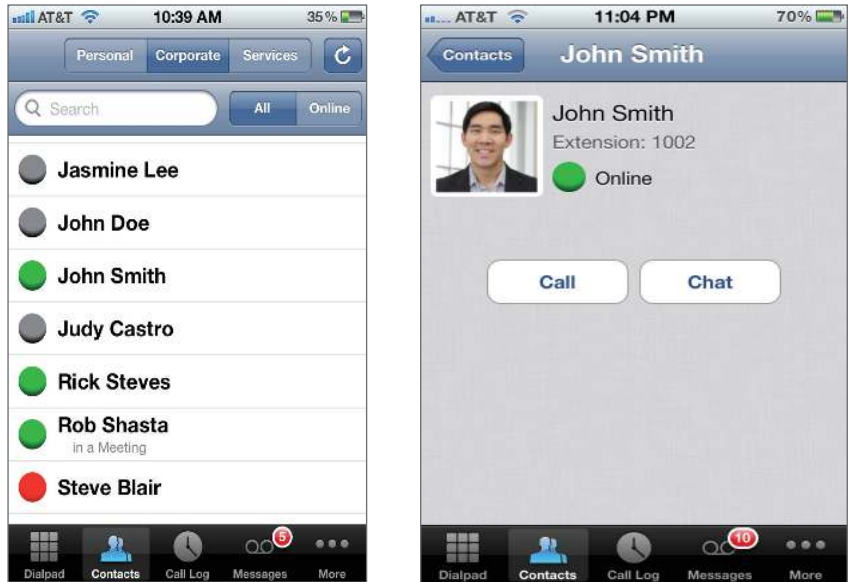 AT&T 10:39 AM 35%
Personal Corporate Services
Search All Online
Jasmine Lee
John Doe
John Smith
Judy Castro
Rick Steves
Rob Shasta
in a Meeting
Steve Blair
5
Dialpad Contacts Call Log Messages More
AT&T 11:04 PM 70%
Contacts John Smith
John Smith
Extension: 1002
Online
Call Chat
10
Dialpad Contacts Call Log Messages More